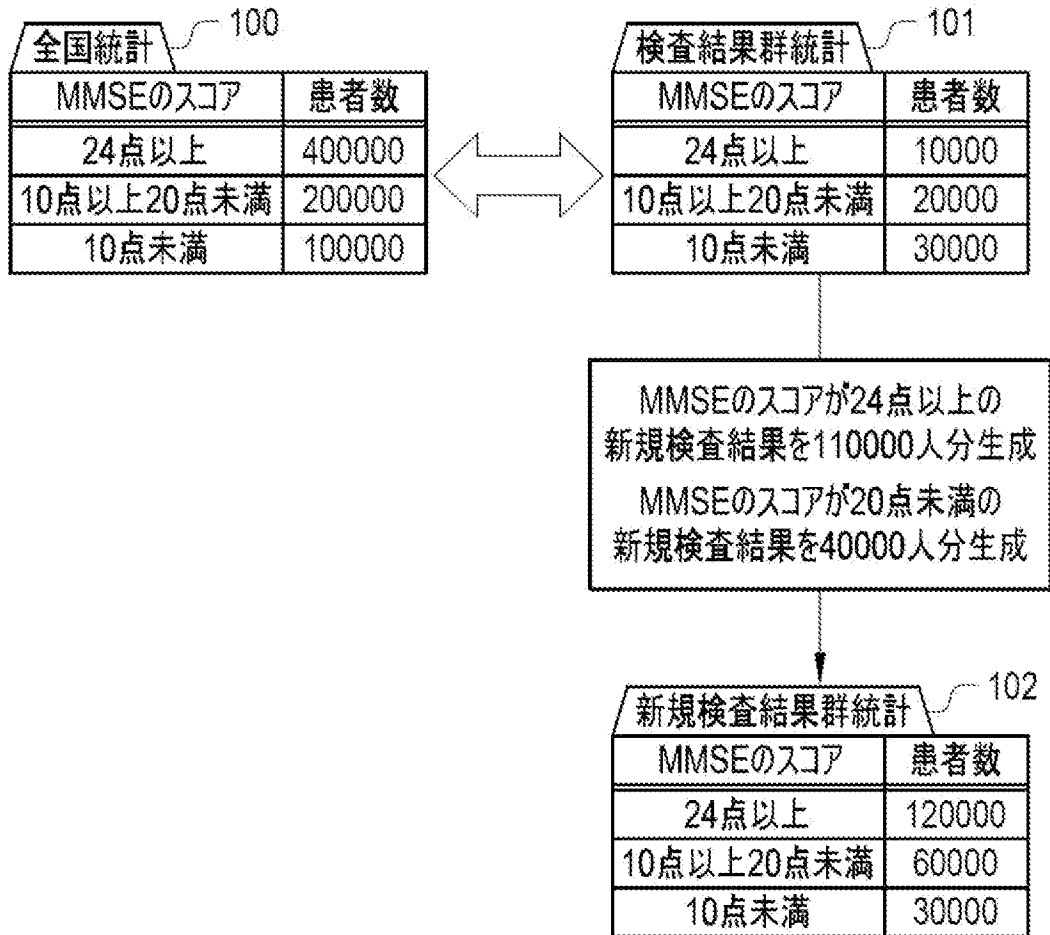 全国統計
100
MMSEのスコア 患者数
24点以上 400000
10点以上20点未満 200000
10点未満 100000
検査結果群統計
101
MMSEのスコア 患者数
24点以上 10000
10点以上20点未満 20000
10点未満 30000
MMSEのスコアが24点以上の
新規検査結果を110000人分生成
MMSEのスコアが20点未満の
新規検査結果を40000人分生成
新規検査結果群統計
102
MMSEのスコア 患者数
24点以上 120000
10点以上20点未満 60000
10点未満 30000